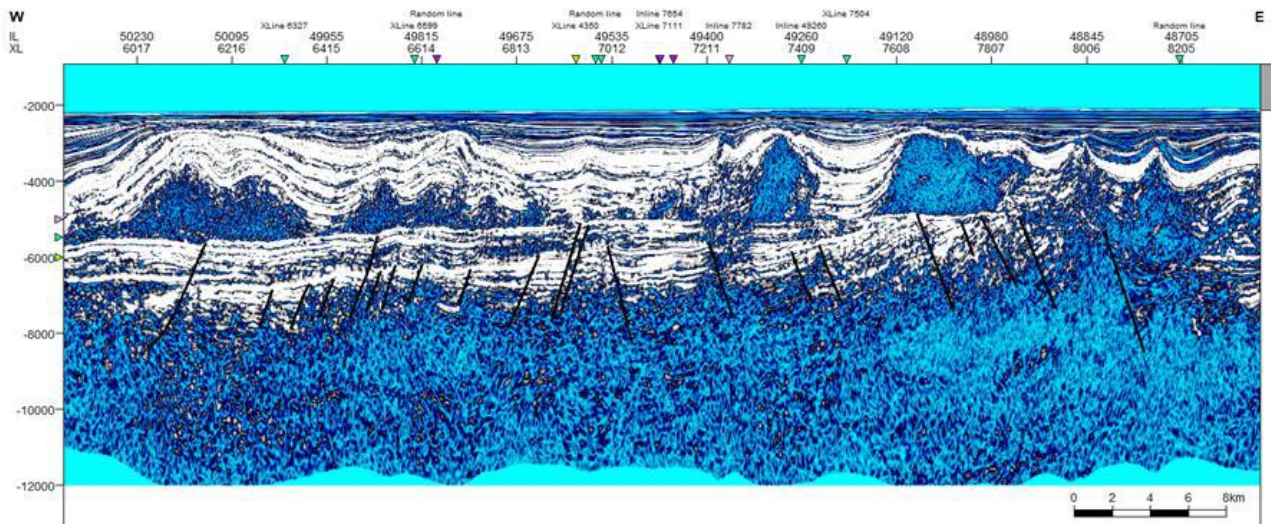 W E
Random line Random line Inline 7654 XLine 7504
XLine 6327 XLine 6699 XLine 4350 XLine 7111 Inline 7782 Inline 49260 Random line
IL 50230 50095 49955 49815 49675 49535 49400 49260 49120 48980 48845 48705
XL 6017 6216 6415 6614 6813 7012 7211 7409 7608 7807 8006 8205
-2000
-4000
-6000
-8000
-10000
-12000
0 2 4 6 8km